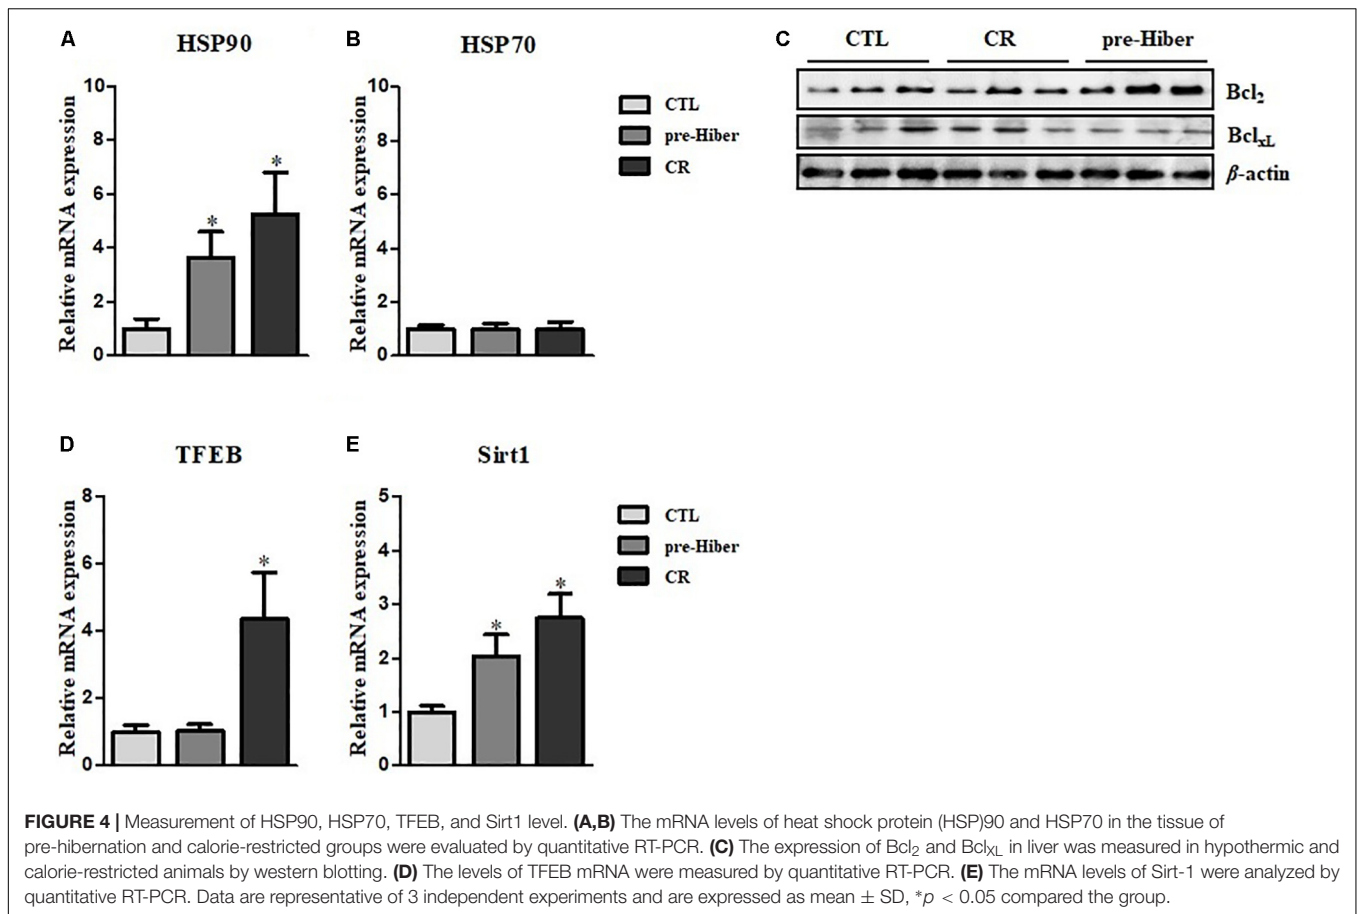 A
HSP90
Relative mRNA expression
10
8
6
4
2
0
*
*
B
HSP70
Relative mRNA expression
10
8
6
4
2
0
CTL
pre-Hiber
CR
C
CTL CR pre-Hiber
Bcl₂
Bclₓʟ
β-actin
D
TFEB
Relative mRNA expression
8
6
4
2
0
*
E
Sirt1
Relative mRNA expression
5
4
3
2
1
0
*
*
CTL
pre-Hiber
CR
FIGURE 4 | Measurement of HSP90, HSP70, TFEB, and Sirt1 level. (A,B) The mRNA levels of heat shock protein (HSP)90 and HSP70 in the tissue of
pre-hibernation and calorie-restricted groups were evaluated by quantitative RT-PCR. (C) The expression of Bcl₂ and Bcl_XL in liver was measured in hypothermic and
calorie-restricted animals by western blotting. (D) The levels of TFEB mRNA were measured by quantitative RT-PCR. (E) The mRNA levels of Sirt-1 were analyzed by
quantitative RT-PCR. Data are representative of 3 independent experiments and are expressed as mean ± SD, *p < 0.05 compared the group.